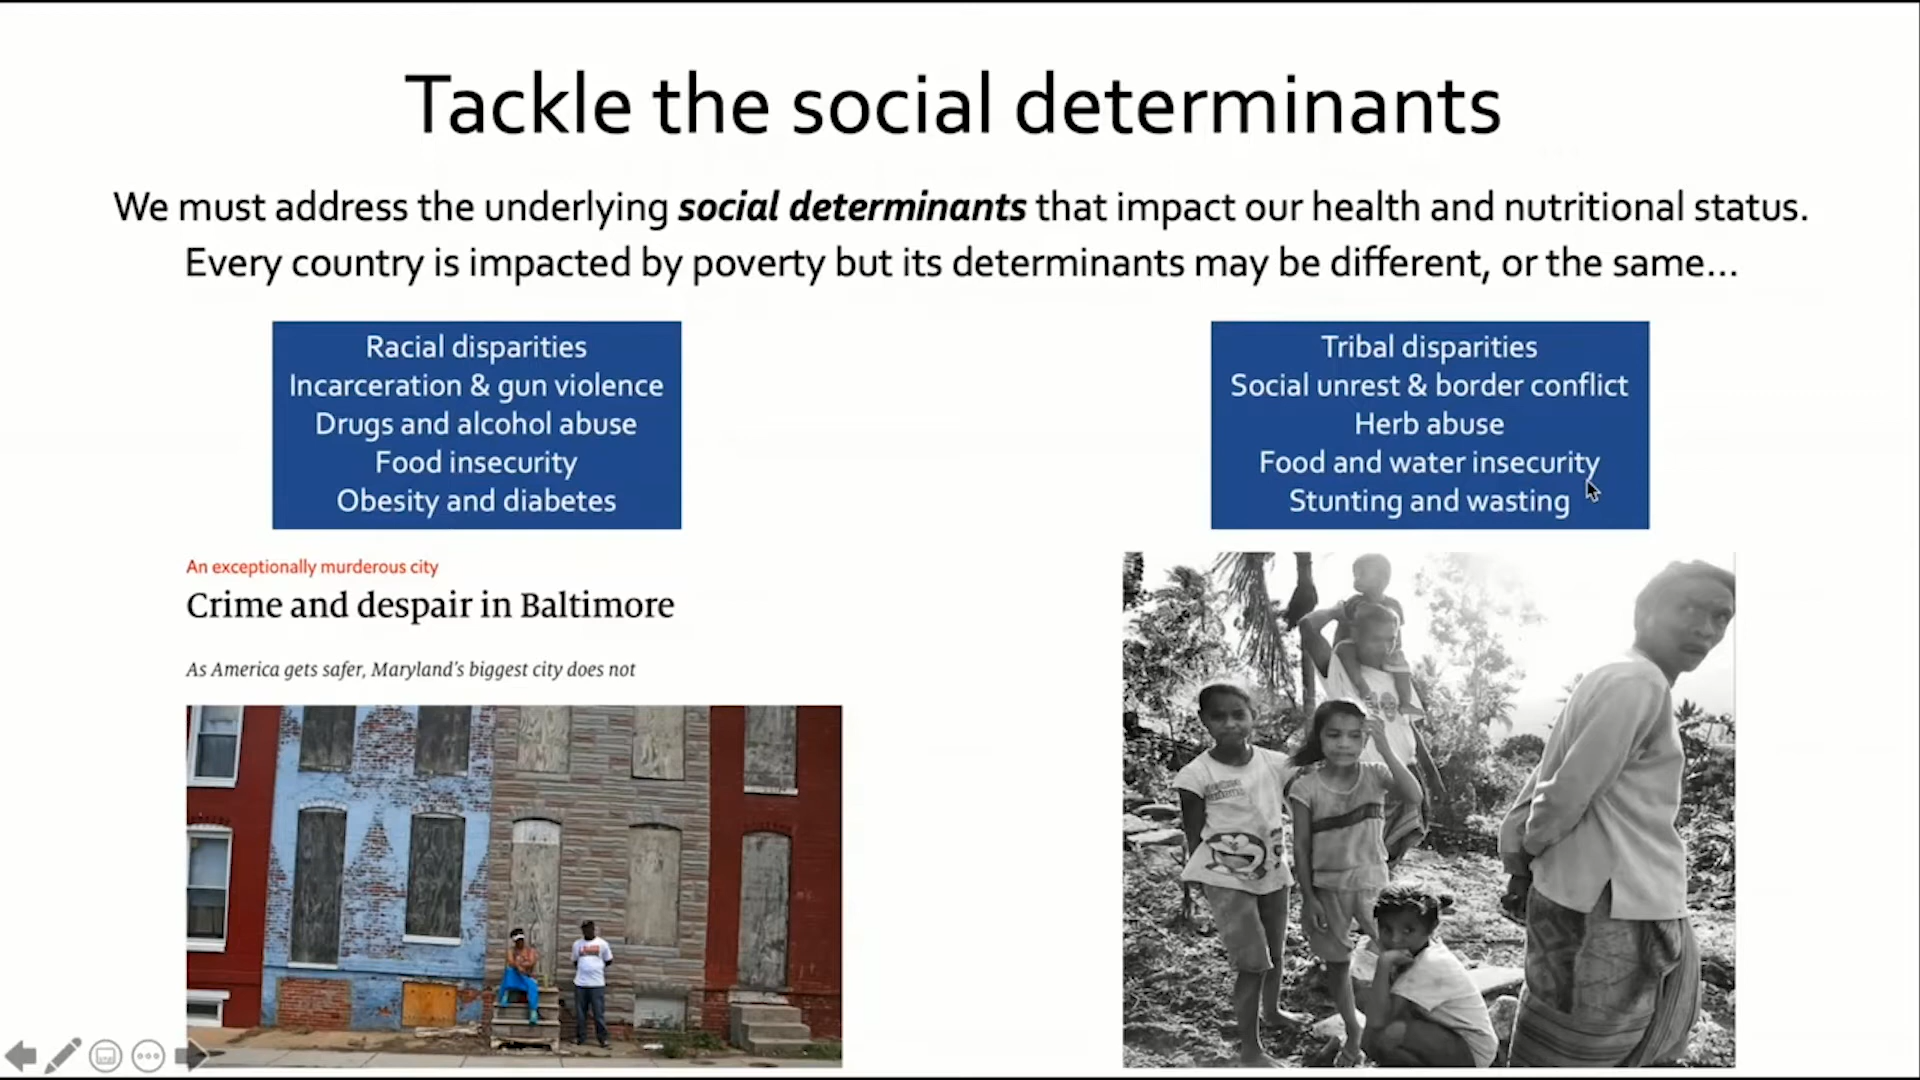 Tackle the social determinants
We must address the underlying social determinants that impact our health and nutritional status.
Every country is impacted by poverty but its determinants may be different, or the same...
Racial disparities
Incarceration & gun violence
Drugs and alcohol abuse
Food insecurity
Obesity and diabetes
Tribal disparities
Social unrest & border conflict
Herb abuse
Food and water insecurity
Stunting and wasting
An exceptionally murderous city
Crime and despair in Baltimore
As America gets safer, Maryland's biggest city does not